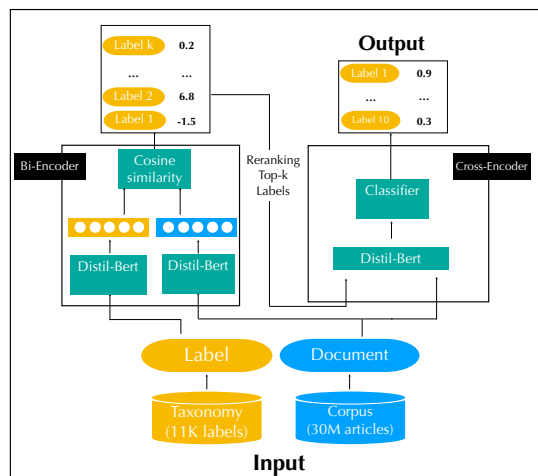 Label k 0.2
... ...
Label 2 6.8
Label 1 -1.5
Output
Label 1 0.9
... ...
Label 10 0.3
Bi-Encoder
Cosine
similarity
Reranking
Top-k
Labels
Cross-Encoder
Classifier
Distil-Bert
Distil-Bert
Distil-Bert
Label
Document
Taxonomy
(11K labels)
Corpus
(30M articles)
Input